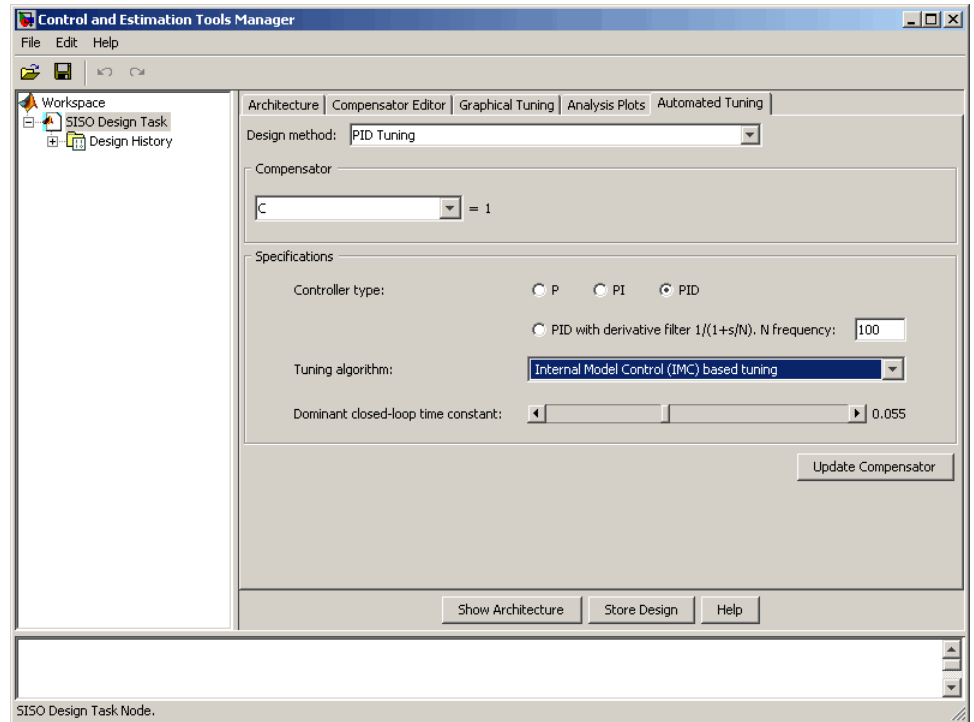 Control and Estimation Tools Manager
File Edit Help
Workspace
SISO Design Task
Design History
Architecture Compensator Editor Graphical Tuning Analysis Plots Automated Tuning
Design method: PID Tuning
Compensator
C = 1
Specifications
Controller type: P PI PID
PID with derivative filter 1/(1+s/N). N frequency: 100
Tuning algorithm: Internal Model Control (IMC) based tuning
Dominant closed-loop time constant: 0.055
Update Compensator
Show Architecture Store Design Help
SISO Design Task Node.